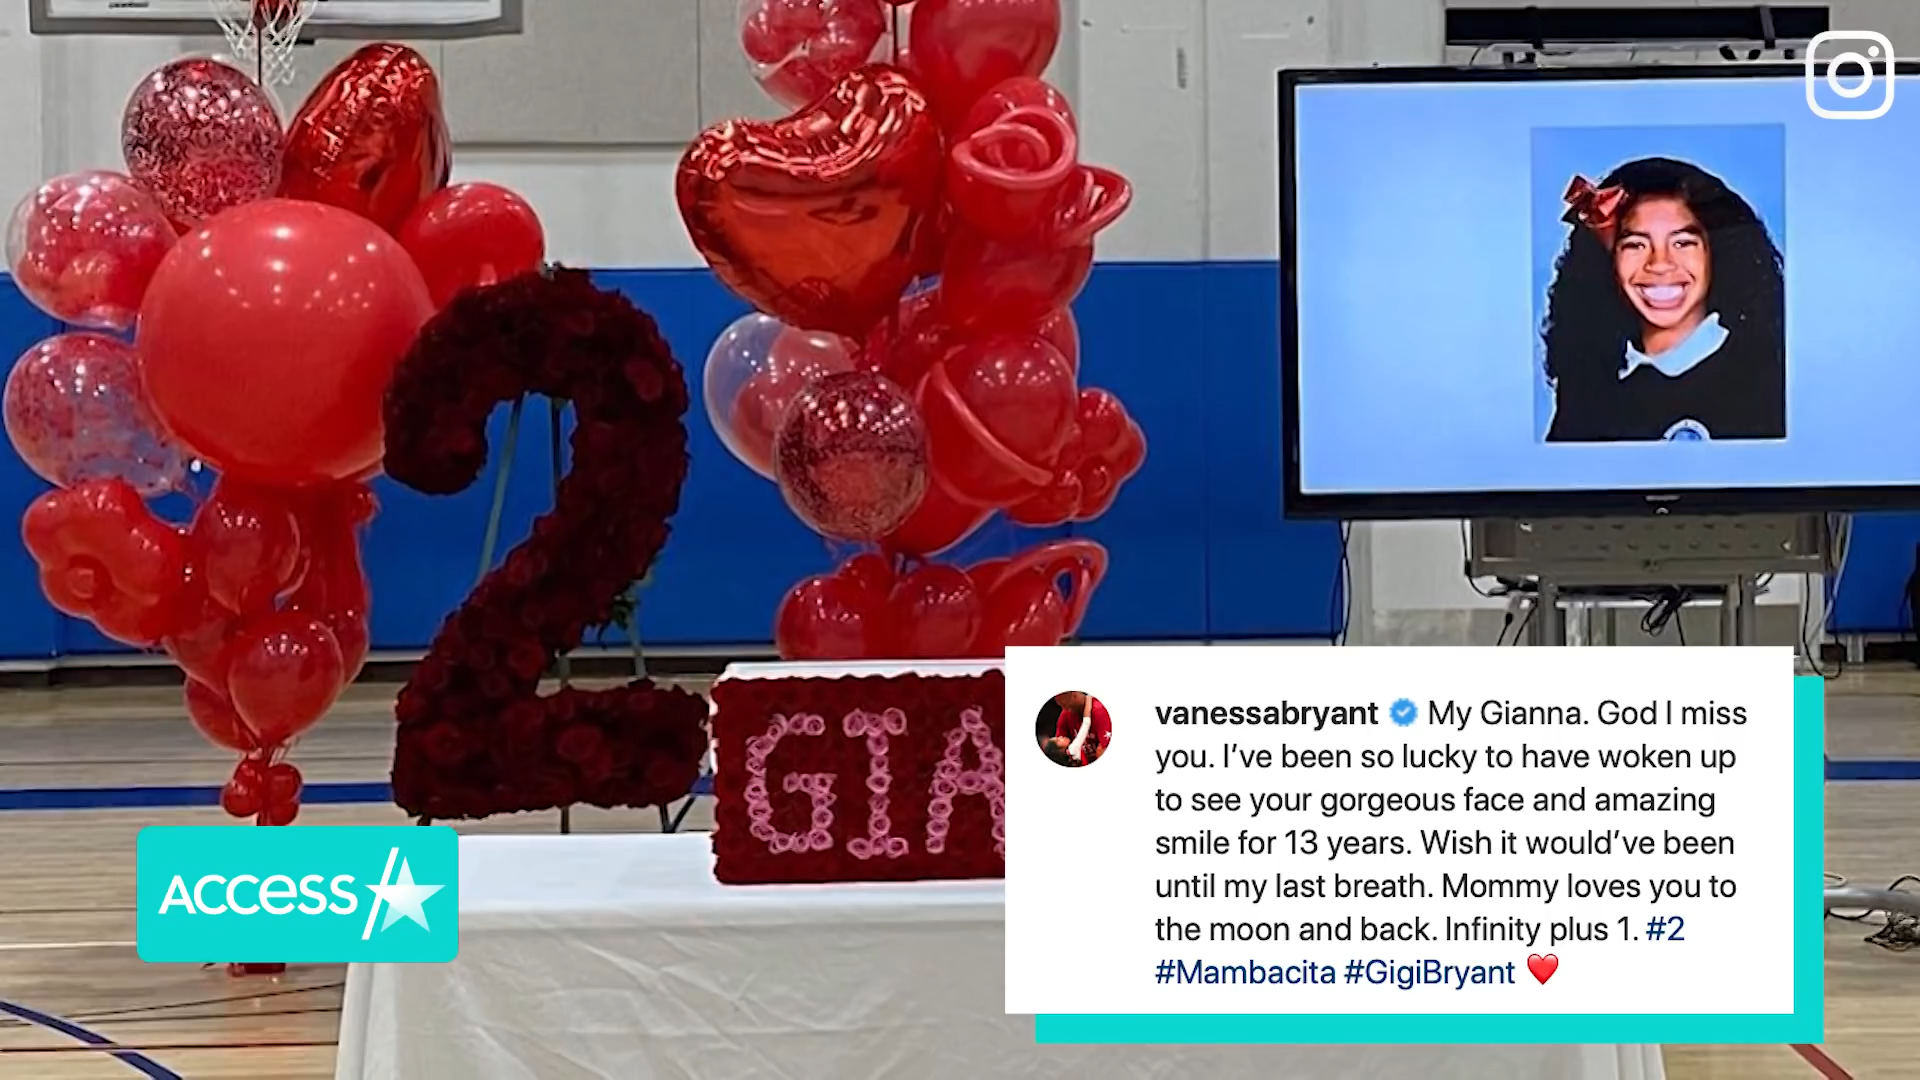 2
GIA
vanessabryant My Gianna. God I miss
you. I've been so lucky to have woken up
to see your gorgeous face and amazing
smile for 13 years. Wish it would've been
until my last breath. Mommy loves you to
the moon and back. Infinity plus 1. #2
#Mambacita #GigiBryant ❤️
ACCESS